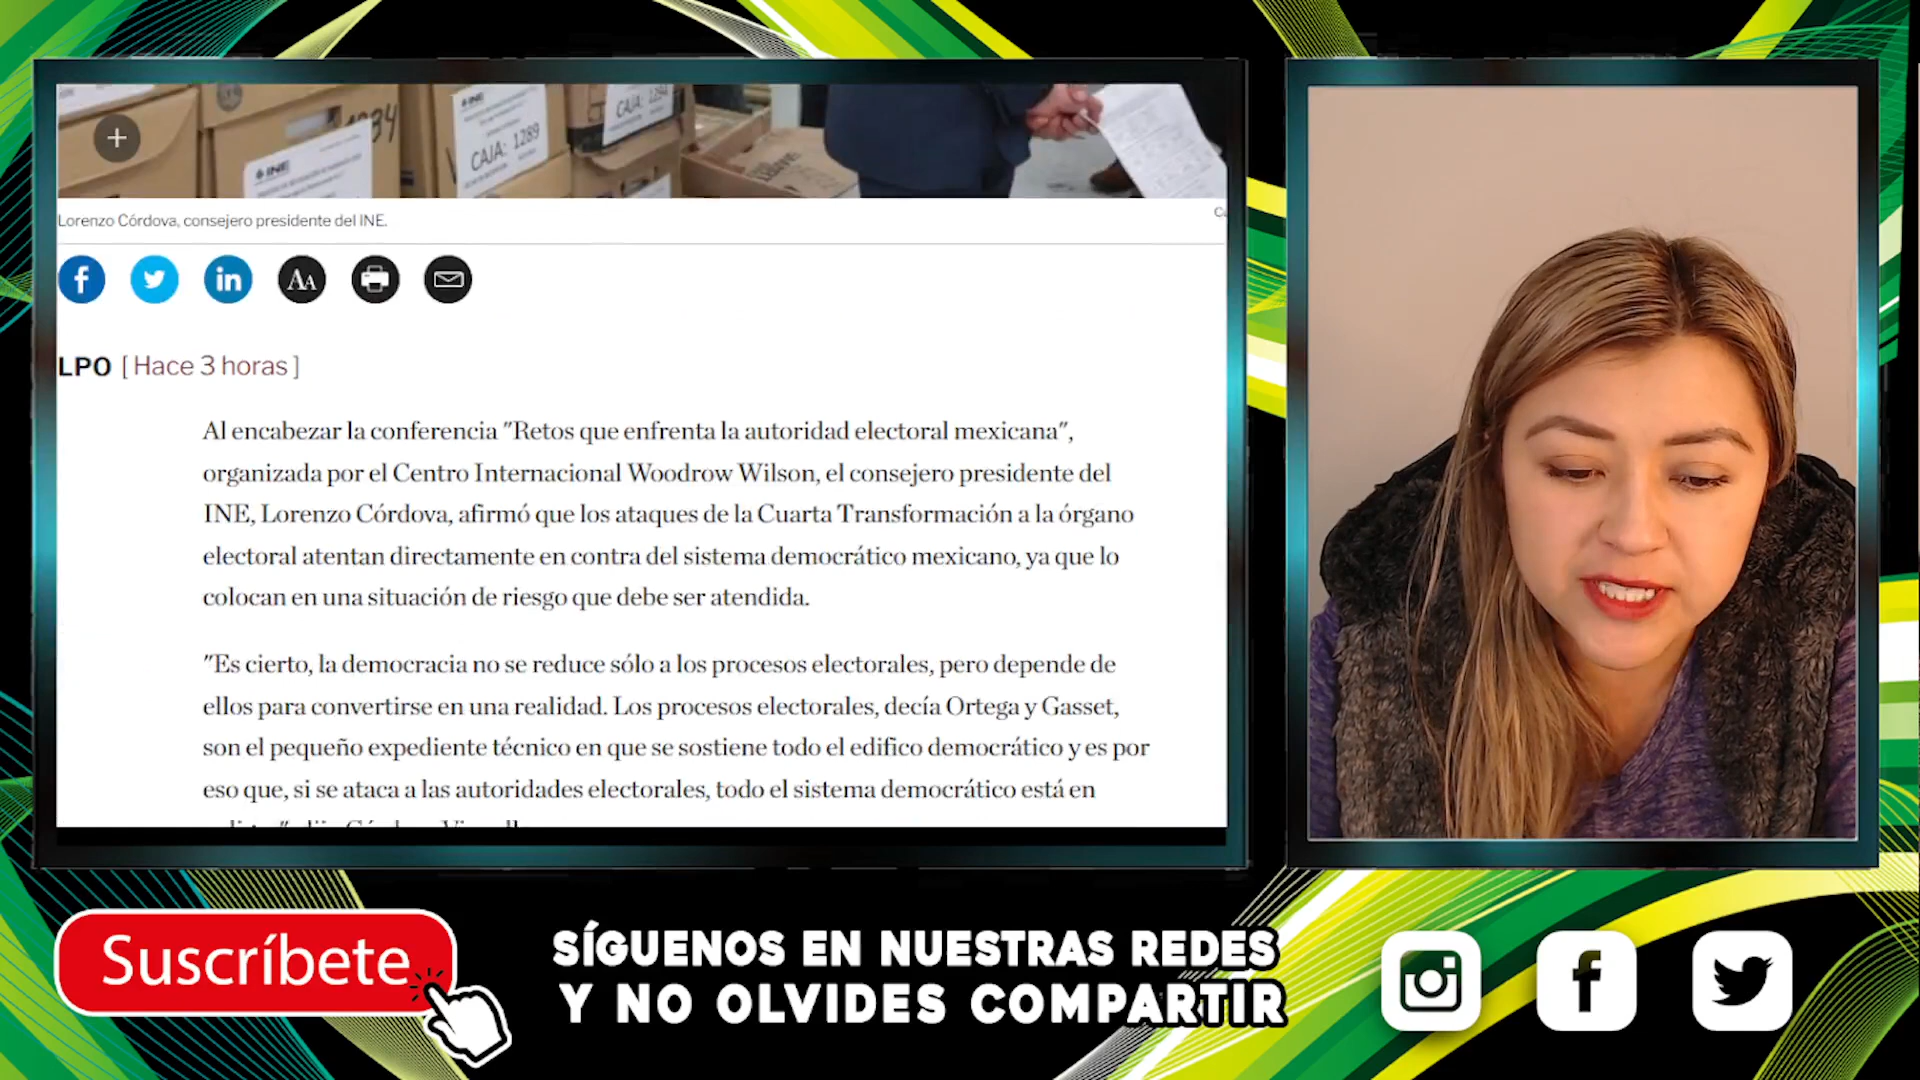 INE
CAJA: 1289
CAJA: 1294
Lorenzo Córdova, consejero presidente del INE.
LPO [ Hace 3 horas ]
Al encabezar la conferencia "Retos que enfrenta la autoridad electoral mexicana",
organizada por el Centro Internacional Woodrow Wilson, el consejero presidente del
INE, Lorenzo Córdova, afirmó que los ataques de la Cuarta Transformación a la órgano
electoral atentan directamente en contra del sistema democrático mexicano, ya que lo
colocan en una situación de riesgo que debe ser atendida.
"Es cierto, la democracia no se reduce sólo a los procesos electorales, pero depende de
ellos para convertirse en una realidad. Los procesos electorales, decía Ortega y Gasset,
son el pequeño expediente técnico en que se sostiene todo el edifico democrático y es por
eso que, si se ataca a las autoridades electorales, todo el sistema democrático está en
Suscríbete
SÍGUENOS EN NUESTRAS REDES
Y NO OLVIDES COMPARTIR